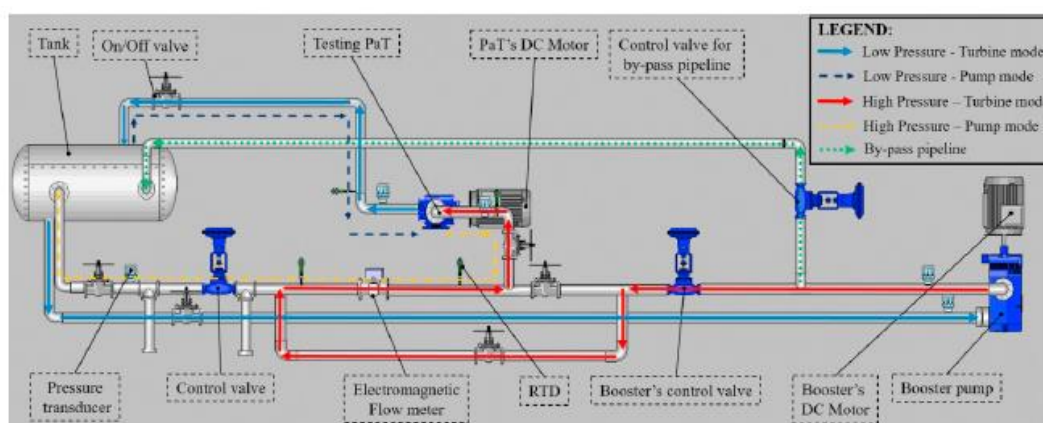 Tank
On/Off valve
Testing PaT
PaT's DC Motor
Control valve for
by-pass pipeline
LEGEND:
Low Pressure - Turbine mode
Low Pressure - Pump mode
High Pressure – Turbine mode
High Pressure – Pump mode
By-pass pipeline
Pressure
transducer
Control valve
Electromagnetic
Flow meter
RTD
Booster's control valve
Booster's
DC Motor
Booster pump